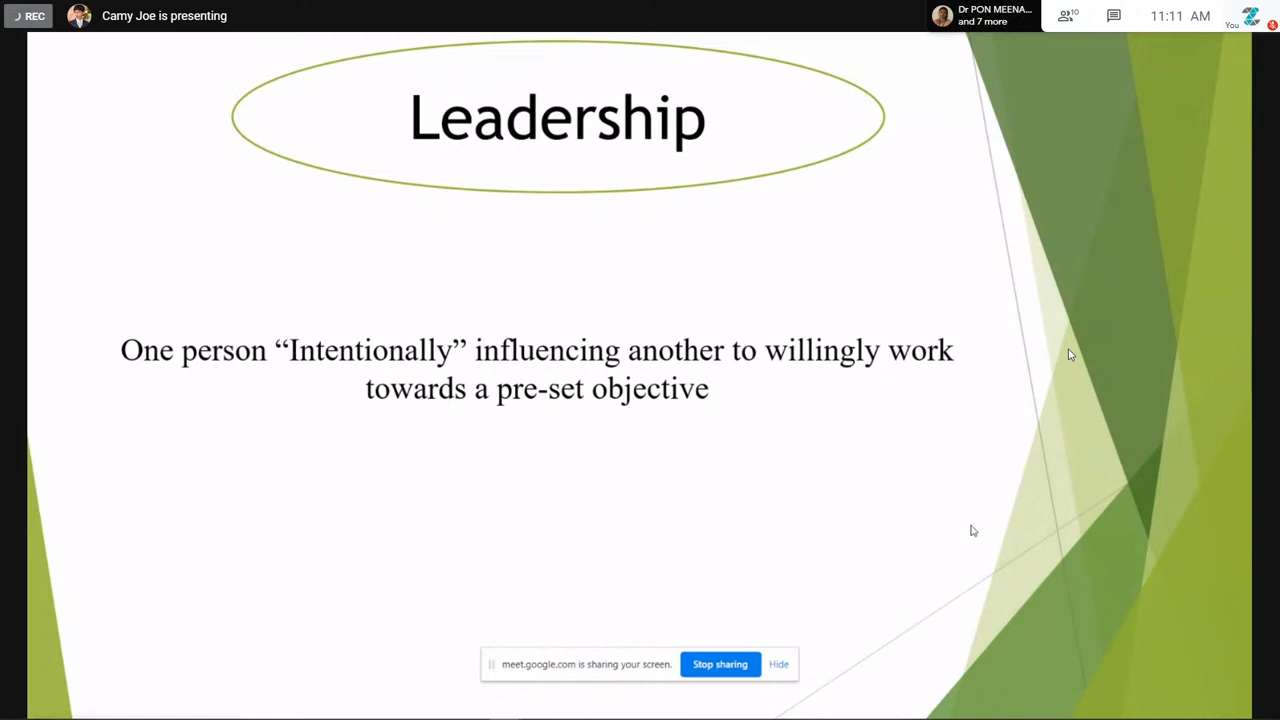 REC
Camy Joe is presenting
Dr PON MEENA...
and 7 more
10
11:11 AM
You
Leadership
One person “Intentionally” influencing another to willingly work
towards a pre-set objective
meet.google.com is sharing your screen.
Stop sharing
Hide